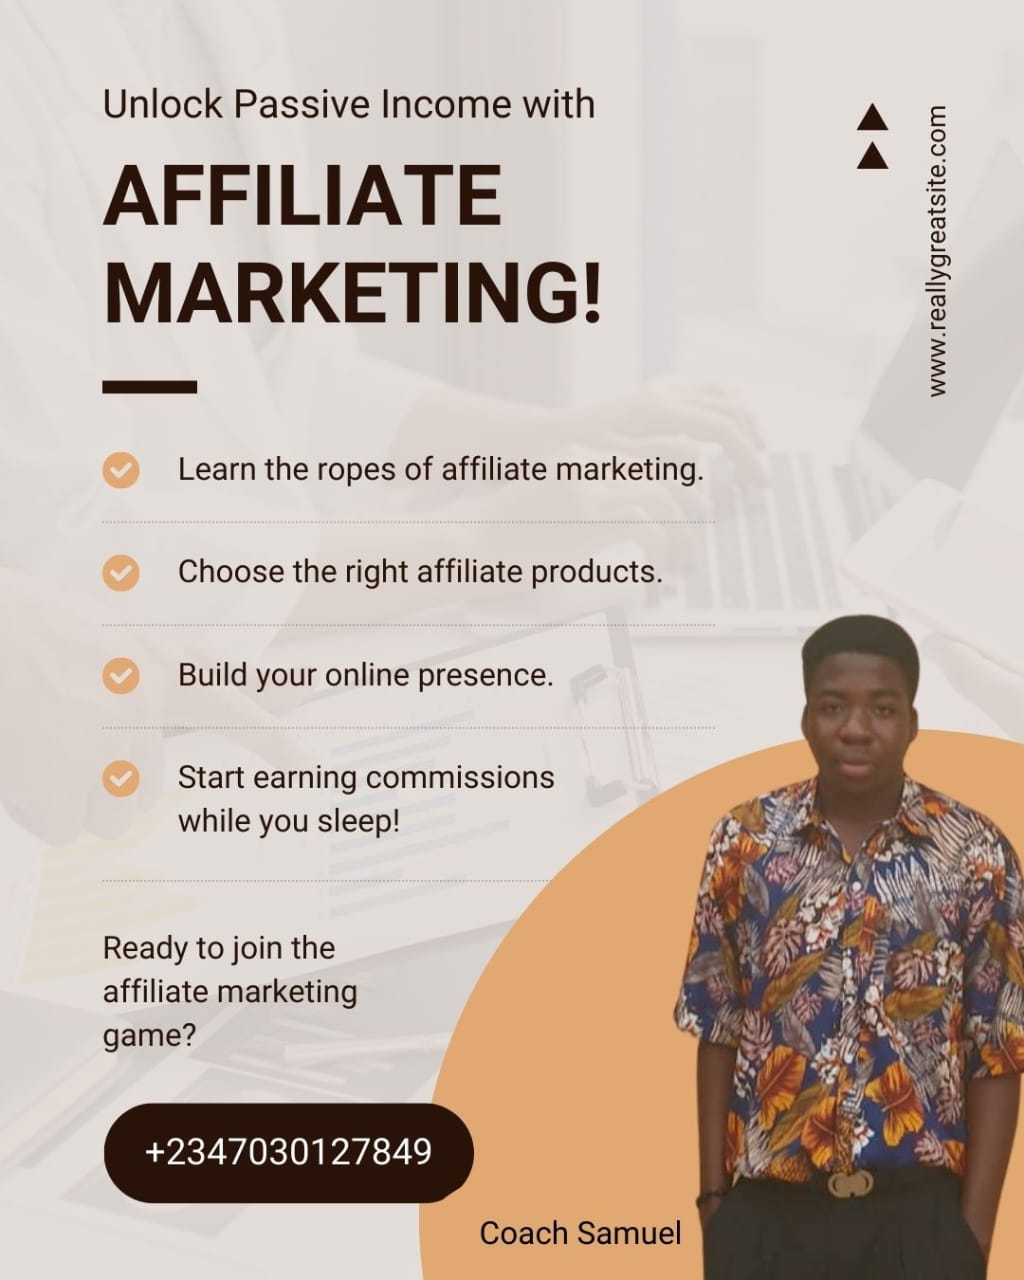 Unlock Passive Income with
AFFILIATE
MARKETING!
www.reallygreatsite.com
Learn the ropes of affiliate marketing.
Choose the right affiliate products.
Build your online presence.
Start earning commissions
while you sleep!
Ready to join the
affiliate marketing
game?
+2347030127849
Coach Samuel